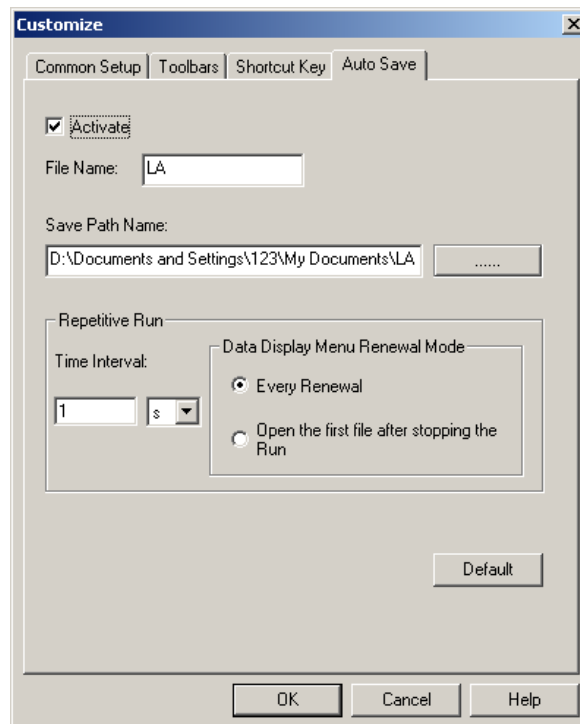 Customize
Common Setup
Toolbars
Shortcut Key
Auto Save
Activate
File Name:
LA
Save Path Name:
D:\Documents and Settings\123\My Documents\LA
......
Repetitive Run
Time Interval:
1
s
Data Display Menu Renewal Mode
Every Renewal
Open the first file after stopping the
Run
Default
OK
Cancel
Help